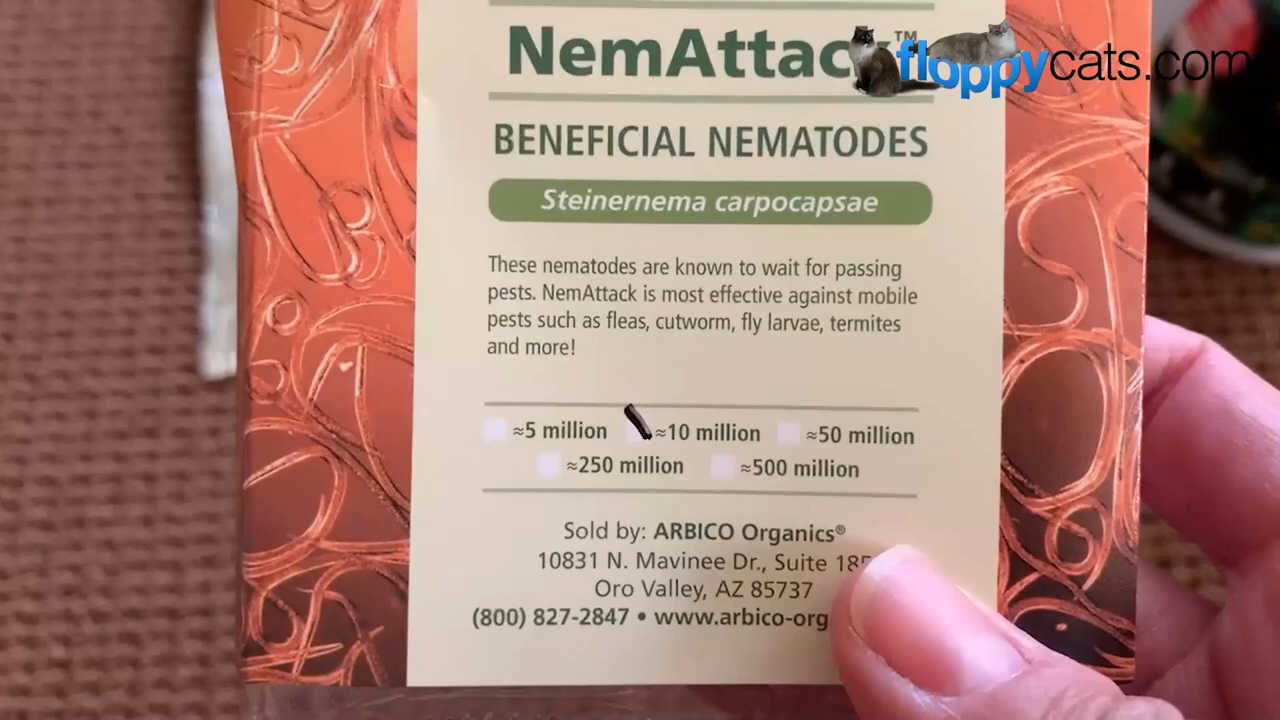 NemAttac ™
floppycats.com
BENEFICIAL NEMATODES
Steinernema carpocapsae
These nematodes are known to wait for passing
pests. NemAttack is most effective against mobile
pests such as fleas, cutworm, fly larvae, termites
and more!
≈5 million ≈10 million ≈50 million
≈250 million ≈500 million
Sold by: ARBICO Organics®
10831 N. Mavinee Dr., Suite
Oro Valley, AZ 85737
(800) 827-2847 • www.arbico-org